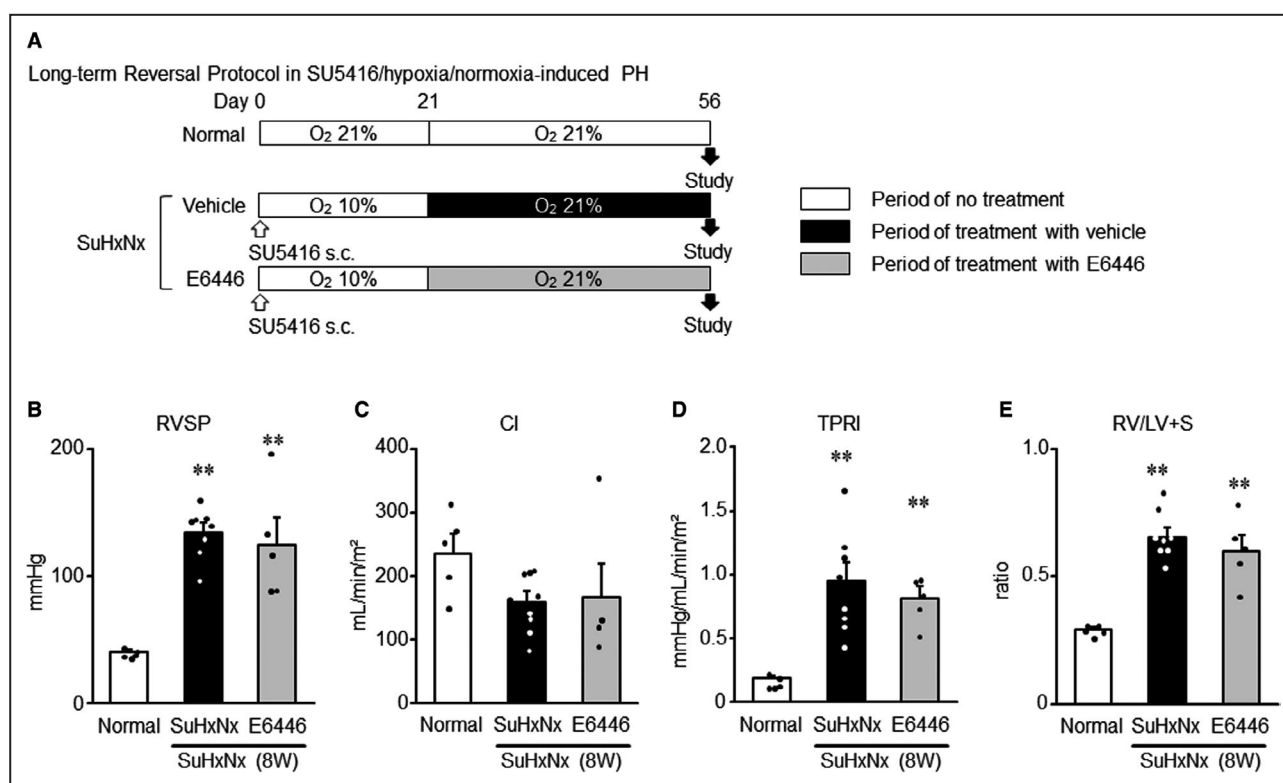 A
Long-term Reversal Protocol in SU5416/hypoxia/normoxia-induced PH
Day 0 21 56
Normal O₂ 21% O₂ 21%
Study
SuHxNx
Vehicle O₂ 10% O₂ 21%
SU5416 s.c. Study
E6446 O₂ 10% O₂ 21%
SU5416 s.c. Study
Period of no treatment
Period of treatment with vehicle
Period of treatment with E6446
B
RVSP
mmHg
200
100
0
** **
Normal SuHxNx E6446
SuHxNx (8W)
C
CI
mL/min/m²
400
300
200
100
0
Normal SuHxNx E6446
SuHxNx (8W)
D
TPRI
mmHg/mL/min/m²
2.0
1.5
1.0
0.5
0
** **
Normal SuHxNx E6446
SuHxNx (8W)
E
RV/LV+S
ratio
1.0
0.5
0
** **
Normal SuHxNx E6446
SuHxNx (8W)